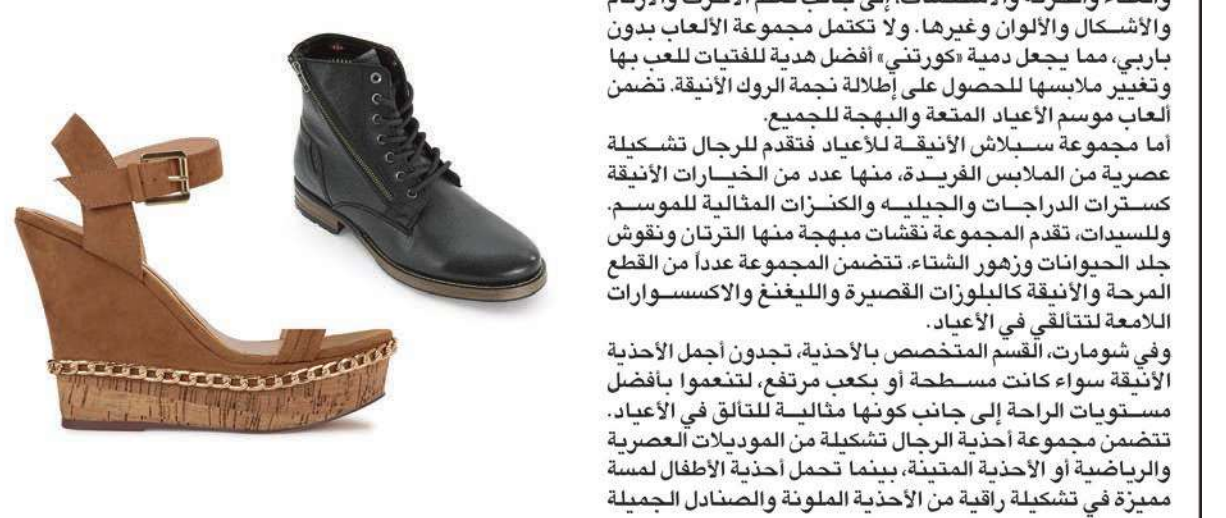 والأشكال والألوان وغيرها. ولا تكتمل مجموعة الألعاب بدون
باربي، مما يجعل دمية «كورتني» أفضل هدية للفتيات للعب بها
وتغيير ملابسها للحصول على إطلالة نجمة الروك الأنيقة. تضمن
ألعاب موسم الأعياد المتعة والبهجة للجميع.
أما مجموعة سبلاش الأنيقة للأعياد فتقدم للرجال تشكيلة
عصرية من الملابس الفريدة، منها عدد من الخيارات الأنيقة
كسترات الدراجات والجيليه والكنزات المثالية للموسم.
وللسيدات، تقدم المجموعة نقشات مبهجة منها الترتان ونقوش
جلد الحيوانات وزهور الشتاء. تتضمن المجموعة عدداً من القطع
المرحة والأنيقة كالبلوزات القصيرة والليغنغ والاكسسوارات
اللامعة لتتألقي في الأعياد.
وفي شومارت، القسم المتخصص بالأحذية، تجدون أجمل الأحذية
الأنيقة سواء كانت مسطحة أو بكعب مرتفع، لتنعموا بأفضل
مستويات الراحة إلى جانب كونها مثالية للتألق في الأعياد.
تتضمن مجموعة أحذية الرجال تشكيلة من الموديلات العصرية
والرياضية أو الأحذية المتينة، بينما تحمل أحذية الأطفال لمسة
مميزة في تشكيلة راقية من الأحذية الملونة والصنادل الجميلة